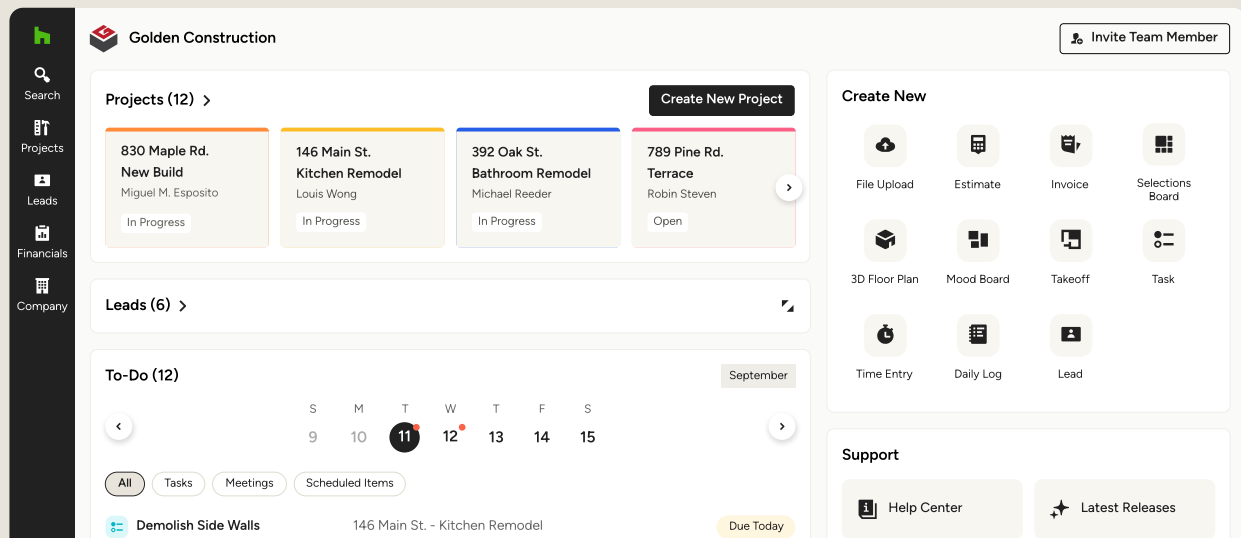 Golden Construction
Invite Team Member
Search
Projects
Leads
Financials
Company
Projects (12)
Create New Project
830 Maple Rd.
New Build
Miguel M. Esposito
In Progress
146 Main St.
Kitchen Remodel
Louis Wong
In Progress
392 Oak St.
Bathroom Remodel
Michael Reeder
In Progress
789 Pine Rd.
Terrace
Robin Steven
Open
Leads (6)
To-Do (12)
September
S M T W T F S
9 10 11 12 13 14 15
All Tasks Meetings Scheduled Items
Demolish Side Walls 146 Main St. - Kitchen Remodel Due Today
Create New
File Upload
Estimate
Invoice
Selections
Board
3D Floor Plan
Mood Board
Takeoff
Task
Time Entry
Daily Log
Lead
Support
Help Center
Latest Releases